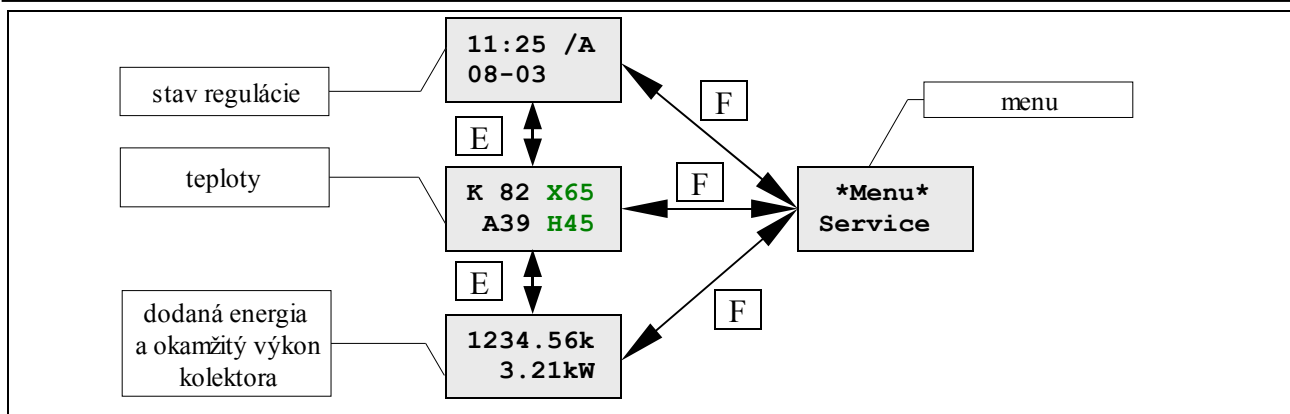 11:25 /A
08-03
stav regulácie
F
menu
E
teploty
K 82 X65
A39 H45
F
*Menu*
Service
E
F
dodaná energia
a okamžitý výkon
kolektora
1234.56k
3.21kW